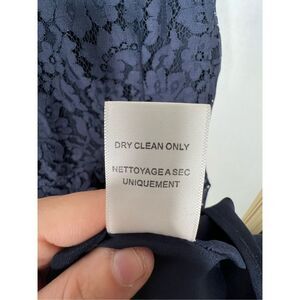 DRY CLEAN ONLY
NETTOYAGE A SEC
UNIQUEMENT